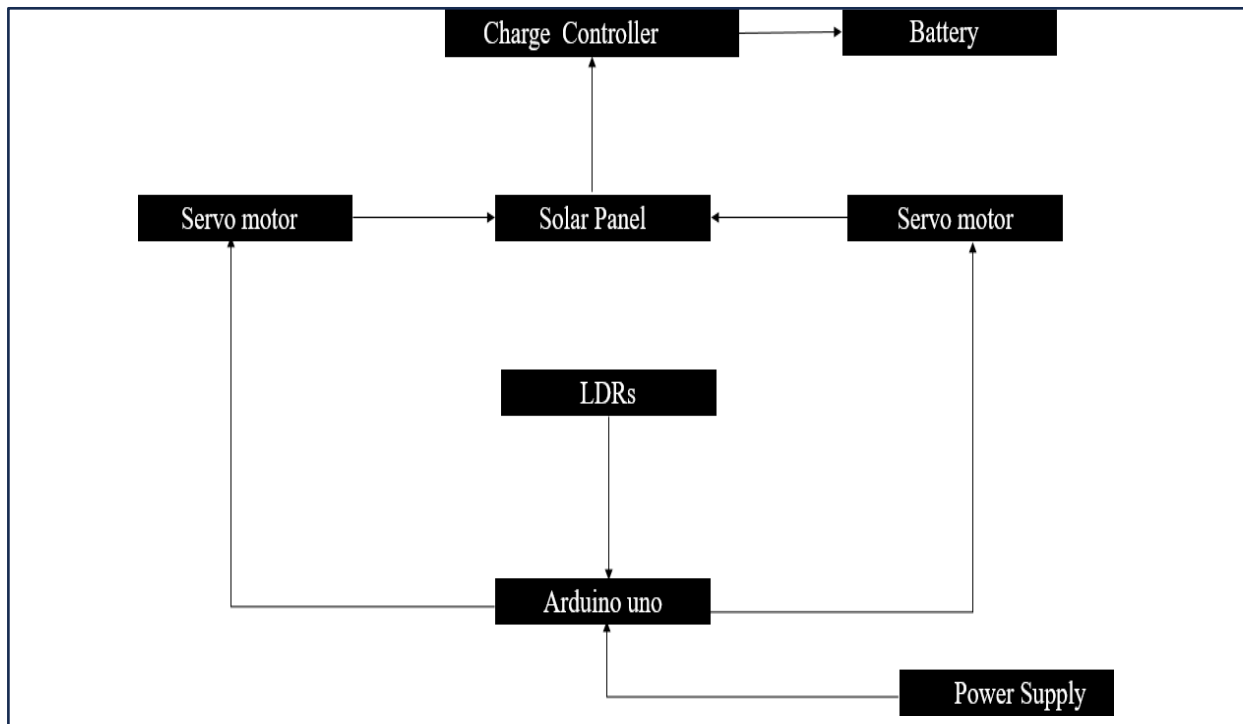 Charge Controller
Battery
Servo motor
Solar Panel
Servo motor
LDRs
Arduino uno
Power Supply